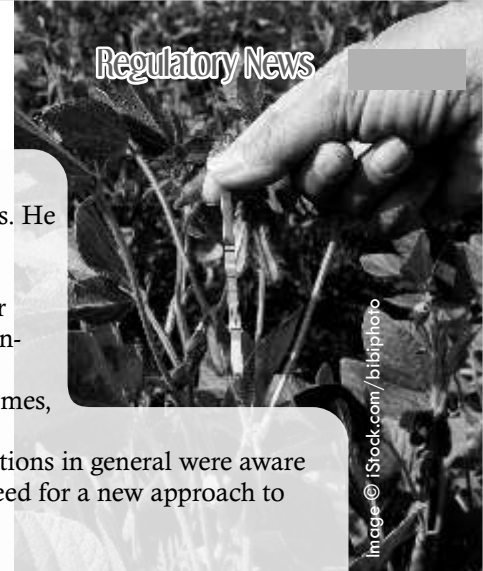 Regulatory News
s. He
r
n-
mes,
tions in general were aware
eed for a new approach to
Image © iStock.com/bibiphoto